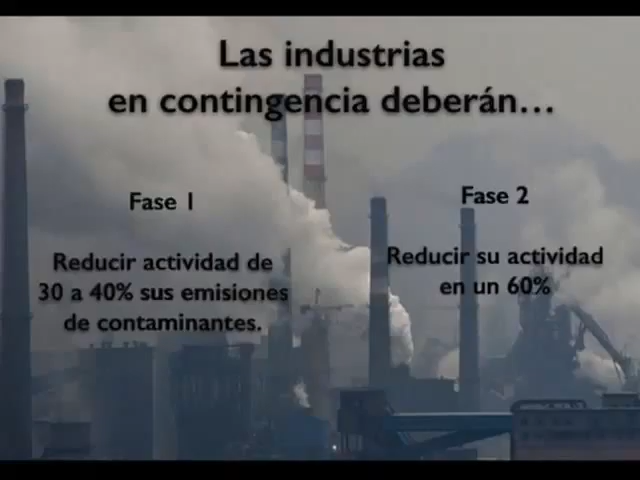 Las industrias
en contingencia deberán...
Fase 1
Reducir actividad de
30 a 40% sus emisiones
de contaminantes.
Fase 2
Reducir su actividad
en un 60%